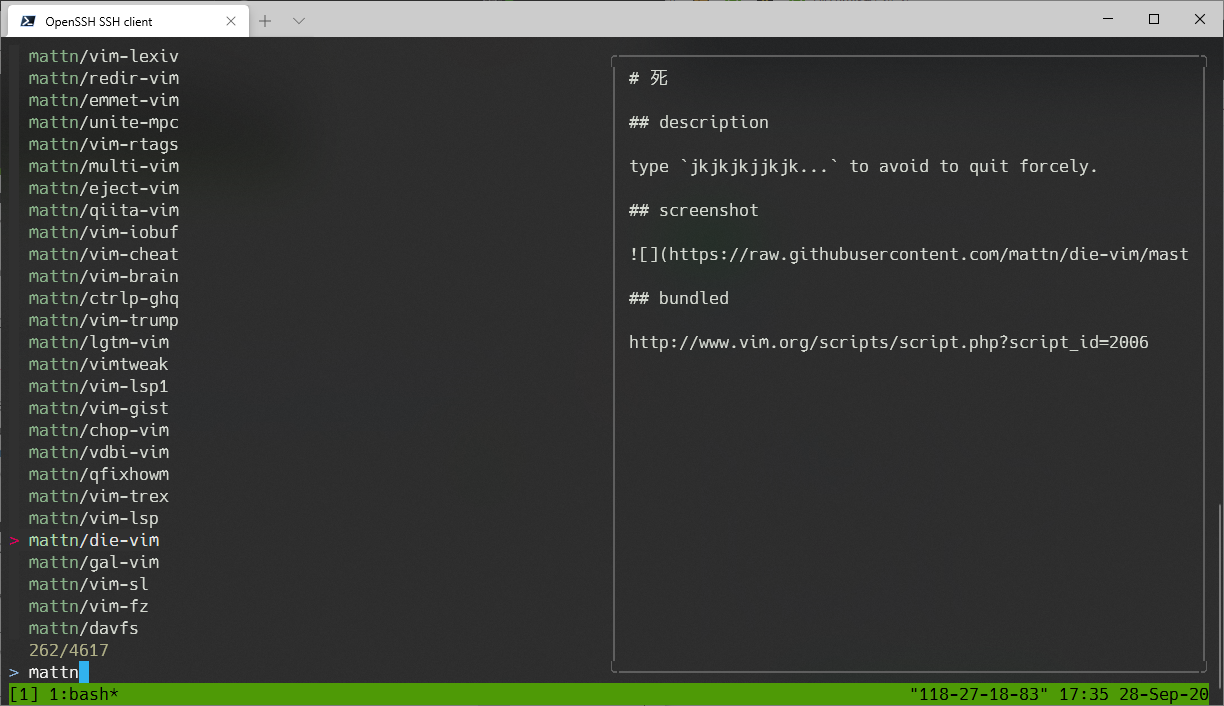 OpenSSH SSH client
mattn/vim-lexiv
mattn/redir-vim
mattn/emmet-vim
mattn/unite-mpc
mattn/vim-rtags
mattn/multi-vim
mattn/eject-vim
mattn/qiita-vim
mattn/vim-iobuf
mattn/vim-cheat
mattn/vim-brain
mattn/ctrlp-ghq
mattn/vim-trump
mattn/lgtm-vim
mattn/vimtweak
mattn/vim-lsp1
mattn/vim-gist
mattn/chop-vim
mattn/vdbi-vim
mattn/qfixhowm
mattn/vim-trex
mattn/vim-lsp
> mattn/die-vim
mattn/gal-vim
mattn/vim-sl
mattn/vim-fz
mattn/davfs
262/4617
> mattn
# 死
## description
type `jkjkjkjjkjk...` to avoid to quit forcely.
## screenshot
![](https://raw.githubusercontent.com/mattn/die-vim/mast
## bundled
http://www.vim.org/scripts/script.php?script_id=2006
[1] 1:bash* "118-27-18-83" 17:35 28-Sep-20